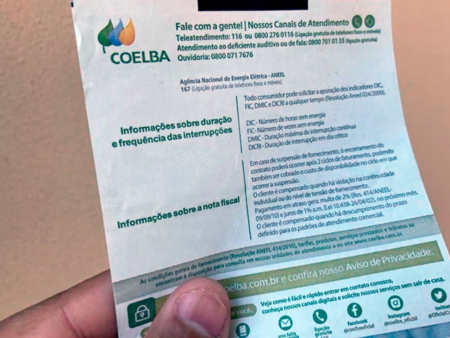 COELBA
Fale com a gente! | Nossos Canais de Atendimento
Teleatendimento: 116 ou 0800 276 0116 (Ligação gratuita de telefones fixos e móveis)
Atendimento ao deficiente auditivo ou de fala: 0800 701 01 55 (ligação gratuita)
Ouvidoria: 0800 071 7676
Agência Nacional de Energia Elétrica - ANEEL
167 (Ligação gratuita de telefones fixos e móveis)
Informações sobre duração
e frequência das interrupções
Todo consumidor pode solicitar a apuração dos indicadores DIC,
FIC, DMIC e DICRI a qualquer tempo (Resolução Aneel 024/2000).
DIC - Número de horas sem energia
FIC - Número de vezes sem energia
DMIC - Duração máxima de interrupção contínua
DICRI - Duração de interrupção em dia crítico
Informações sobre a nota fiscal
Em caso de suspensão de fornecimento, o encerramento do
contrato poderá ocorrer após 2 ciclos de faturamento, podendo
também ser cobrado o custo de disponibilidade no ciclo em que
ocorrer a suspensão.
O cliente é compensado quando há violação na continuidade
individual ou do nível de tensão de fornecimento.
Pagamento em atraso gera: multa de 2% (Res. 414/ANEEL-
09/09/10) e juros de 1% a.m. (Lei 10.438-26/04/02), no próximo mês.
O cliente é compensado quando há descumprimento do prazo
definido para os padrões de atendimento comercial.
As condições gerais de fornecimento (Resolução ANEEL 414/2010), tarifas, produtos, serviços prestados e tributos se
encontram à disposição para consulta em nossas unidades de atendimento e no site www.coelba.com.br
oelba.com.br e confira nosso Aviso de Privacidade.
Veja como é fácil e rápido entrar em contato conosco,
conheça nossos canais digitais e solicite nossos serviços sem sair de casa.
ligação
gratuita
facebook
Instagram
Twitter